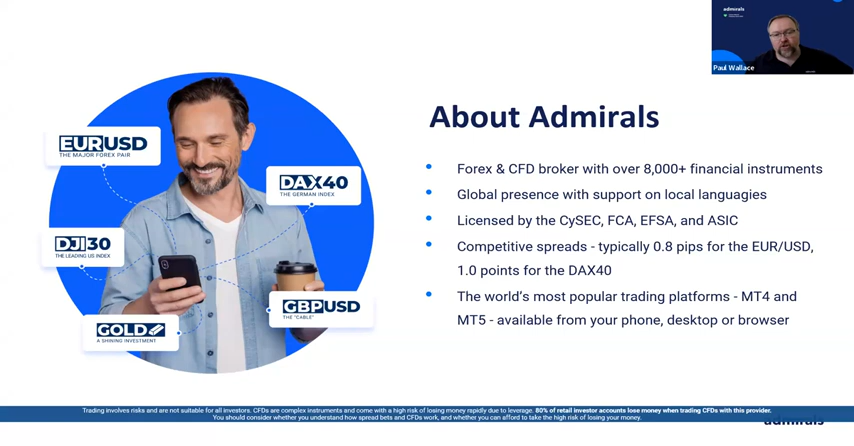 admirals
Paul Wallace
About Admirals
Forex & CFD broker with over 8,000+ financial instruments
Global presence with support on local languagies
Licensed by the CySEC, FCA, EFSA, and ASIC
Competitive spreads - typically 0.8 pips for the EUR/USD,
1.0 points for the DAX40
The world's most popular trading platforms - MT4 and
MT5 - available from your phone, desktop or browser
EURUSD
THE MAJOR FOREX PAIR
DAX40
THE GERMAN INDEX
DJI30
THE LEADING US INDEX
GBPUSD
THE "CABLE"
GOLD
A SHINING INVESTMENT
Trading involves risks and are not suitable for all investors. CFDs are complex instruments and come with a high risk of losing money rapidly due to leverage. 80% of retail investor accounts lose money when trading CFDs with this provider.
You should consider whether you understand how spread bets and CFDs work, and whether you can afford to take the high risk of losing your money.
admirals